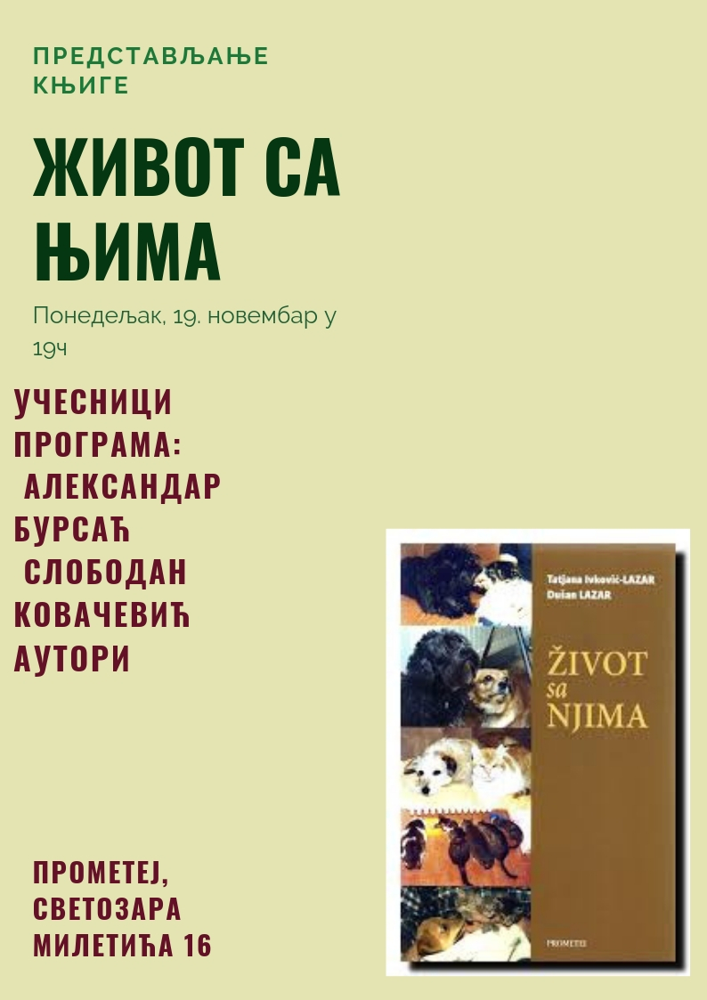 ПРЕДСТАВЉАЊЕ
КЊИГЕ
ЖИВОТ СА
ЊИМА
Понедељак, 19. новембар у
19ч
УЧЕСНИЦИ
ПРОГРАМА:
АЛЕКСАНДАР
БУРСАЋ
СЛОБОДАН
КОВАЧЕВИЋ
АУТОРИ
ПРОМЕТЕЈ,
СВЕТОЗАРА
МИЛЕТИЋА 16
Tatjana Ivković-LAZAR
Dušan LAZAR
ŽIVOT
sa
NJIMA
PROMETEJ